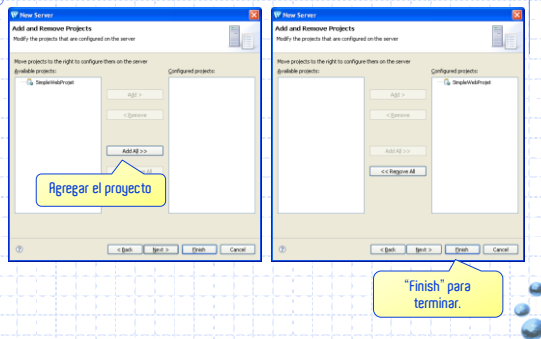 New Server
Add and Remove Projects
Modify the projects that are configured on the server
Move projects to the right to configure them on the server
Available projects:
Configured projects:
SimpleWebProjet
Add >
< Remove
Add All >>
Agregar el proyecto
< Back
Next >
Finish
Cancel
New Server
Add and Remove Projects
Modify the projects that are configured on the server
Move projects to the right to configure them on the server
Available projects:
Configured projects:
SimpleWebProjet
Add >
< Remove
Add All >>
<< Remove All
< Back
Next >
Finish
Cancel
"Finish" para
terminar.